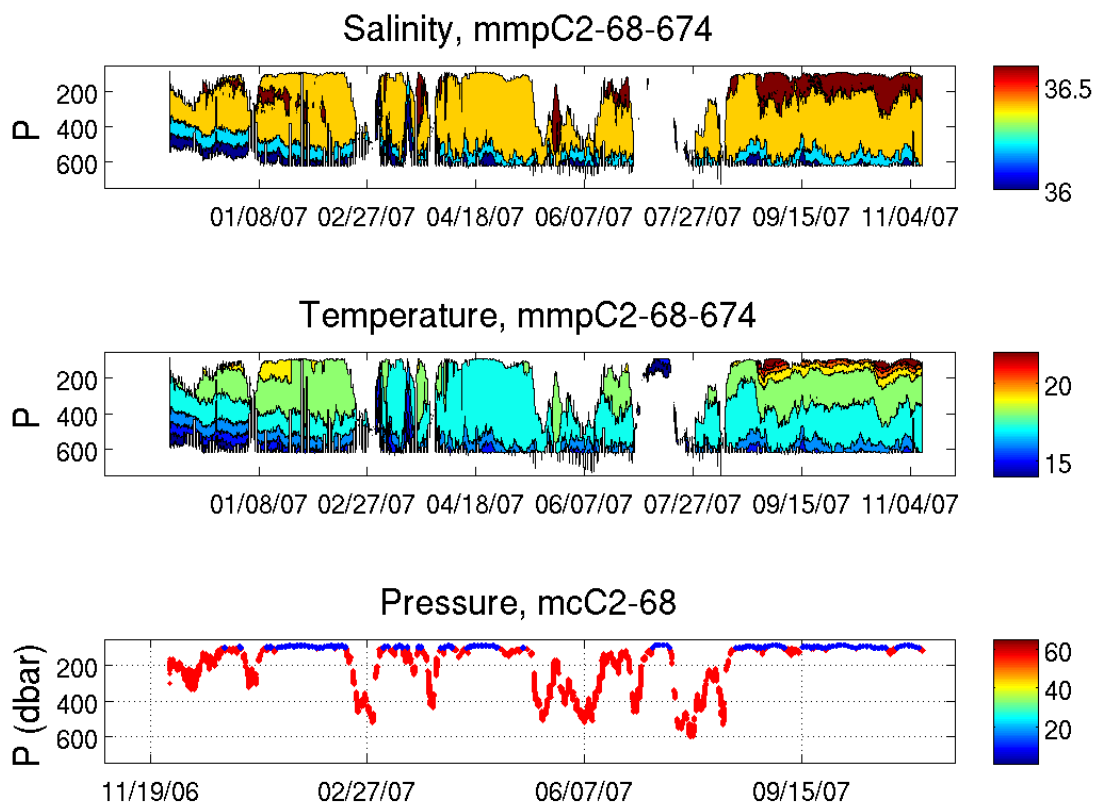 Salinity, mmpC2-68-674
P
200
400
600
01/08/07 02/27/07 04/18/07 06/07/07 07/27/07 09/15/07 11/04/07
36.5
36
Temperature, mmpC2-68-674
P
200
400
600
01/08/07 02/27/07 04/18/07 06/07/07 07/27/07 09/15/07 11/04/07
20
15
Pressure, mcC2-68
P (dbar)
200
400
600
11/19/06 02/27/07 06/07/07 09/15/07
60
40
20